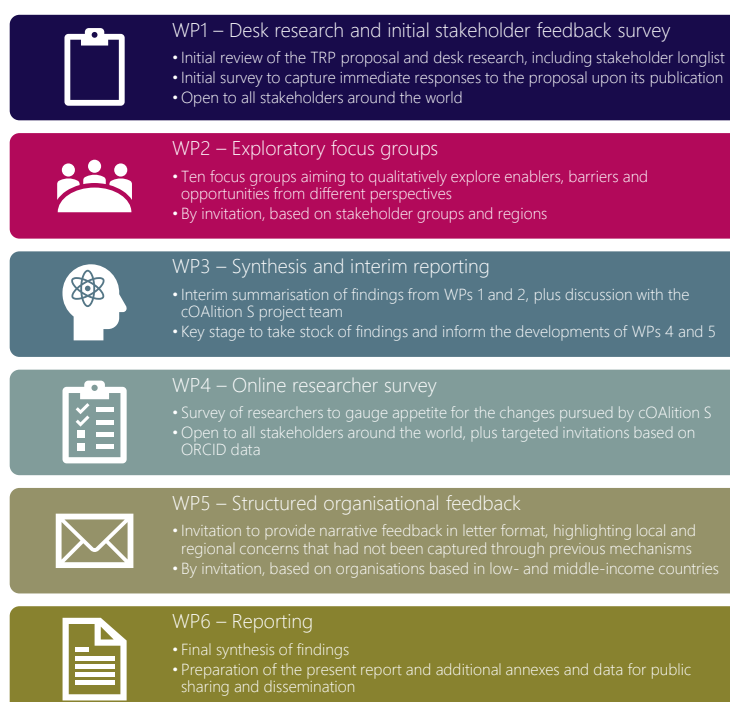 WP1 – Desk research and initial stakeholder feedback survey
• Initial review of the TRP proposal and desk research, including stakeholder longlist
• Initial survey to capture immediate responses to the proposal upon its publication
• Open to all stakeholders around the world
WP2 – Exploratory focus groups
• Ten focus groups aiming to qualitatively explore enablers, barriers and
opportunities from different perspectives
• By invitation, based on stakeholder groups and regions
WP3 – Synthesis and interim reporting
• Interim summarisation of findings from WPs 1 and 2, plus discussion with the
cOAlition S project team
• Key stage to take stock of findings and inform the developments of WPs 4 and 5
WP4 – Online researcher survey
• Survey of researchers to gauge appetite for the changes pursued by cOAlition S
• Open to all stakeholders around the world, plus targeted invitations based on
ORCID data
WP5 – Structured organisational feedback
• Invitation to provide narrative feedback in letter format, highlighting local and
regional concerns that had not been captured through previous mechanisms
• By invitation, based on organisations based in low- and middle-income countries
WP6 – Reporting
• Final synthesis of findings
• Preparation of the present report and additional annexes and data for public
sharing and dissemination